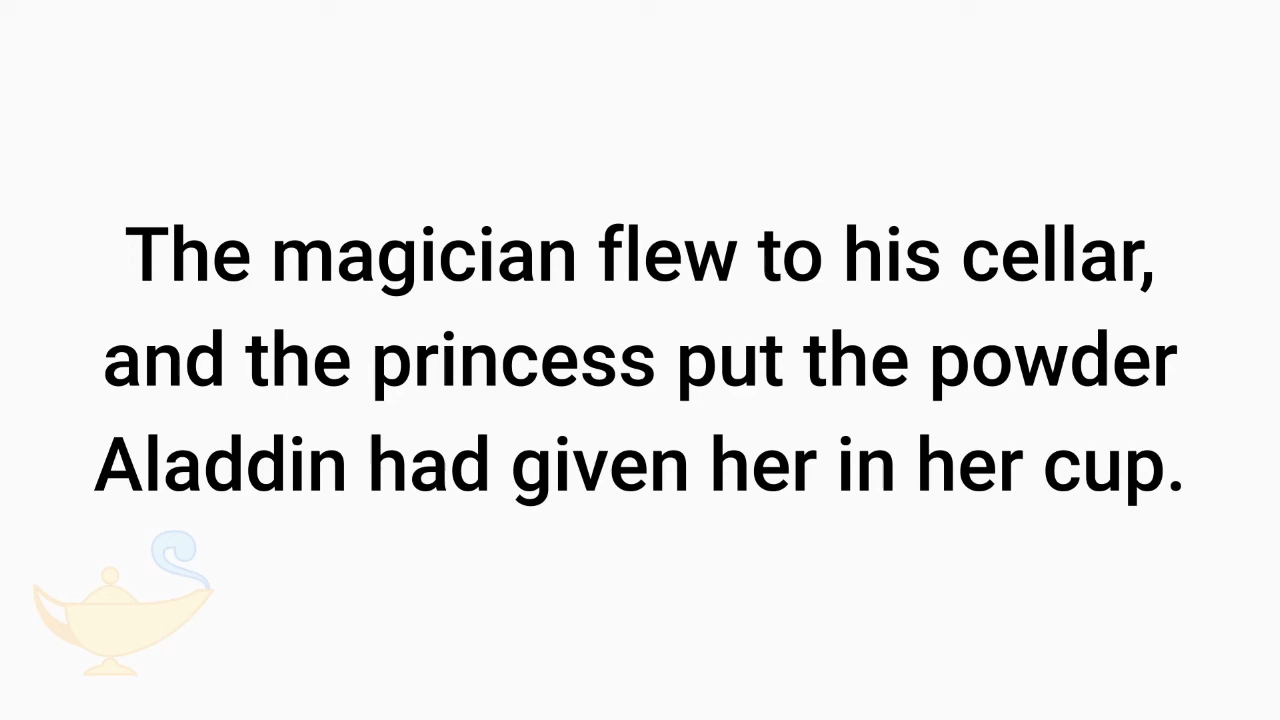 The magician flew to his cellar,
and the princess put the powder
Aladdin had given her in her cup.